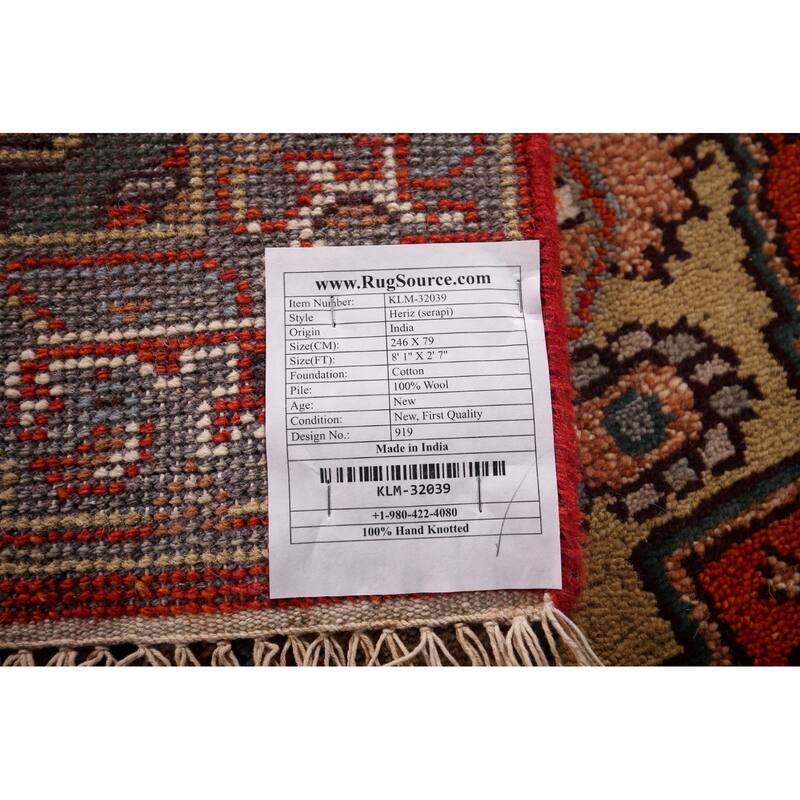 www.RugSource.com
Item Number: KLM-32039
Style Heriz (serapi)
Origin India
Size(CM): 246 X 79
Size(FT): 8' 1" X 2' 7"
Foundation: Cotton
Pile: 100% Wool
Age: New
Condition: New, First Quality
Design No.: 919
Made in India
KLM-32039
+1-980-422-4080
100% Hand Knotted